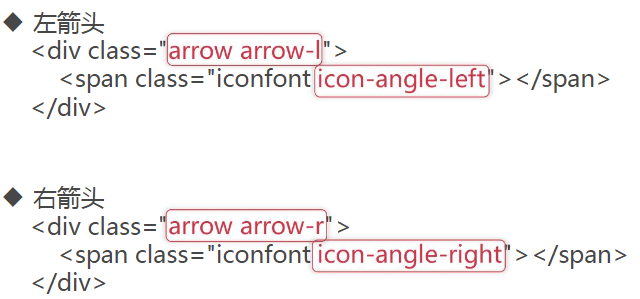 ◆ 左箭头
<div class="arrow arrow-l">
<span class="iconfont icon-angle-left"></span>
</div>
◆ 右箭头
<div class="arrow arrow-r">
<span class="iconfont icon-angle-right"></span>
</div>